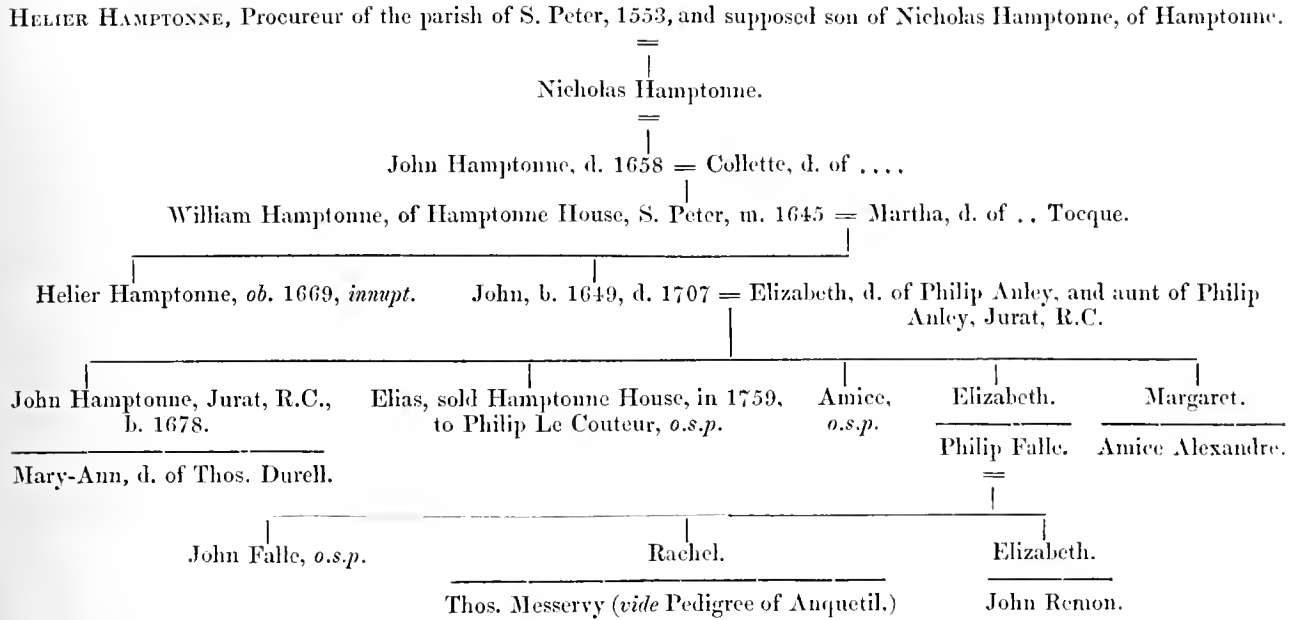 HELIER HAMPTONNE, Procureur of the parish of S. Peter, 1553, and supposed son of Nicholas Hamptonne, of Hamptonne.
=
Nicholas Hamptonne.
=
John Hamptonne, d. 1658 = Collette, d. of ....
William Hamptonne, of Hamptonne House, S. Peter, m. 1645 = Martha, d. of .. Tocque.
Helier Hamptonne, ob. 1669, innupt. John, b. 1649, d. 1707 = Elizabeth, d. of Philip Anley, and aunt of Philip
Anley, Jurat, R.C.
John Hamptonne, Jurat, R.C., Elias, sold Hamptonne House, in 1759, Amice, Elizabeth. Margaret.
b. 1678. to Philip Le Couteur, o.s.p. o.s.p.
Philip Falle. Amice Alexandre.
Mary-Ann, d. of Thos. Durell.
=
John Falle, o.s.p. Rachel. Elizabeth.
Thos. Messervy (vide Pedigree of Anquetil.) John Remon.